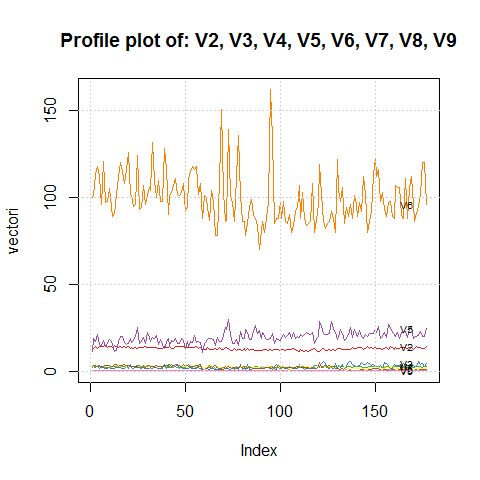 Profile plot of: V2, V3, V4, V5, V6, V7, V8, V9
150
100
50
0
vectori
V6
V5
V2
0
50
100
150
Index